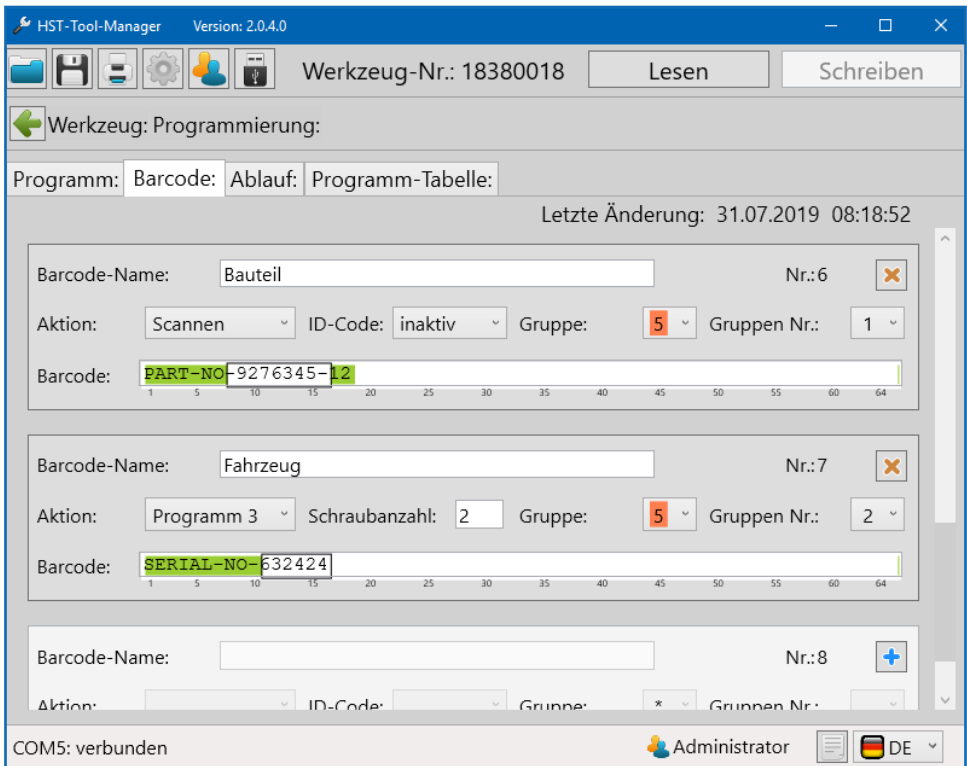 HST-Tool-Manager Version: 2.0.4.0
Werkzeug-Nr.: 18380018 Lesen Schreiben
Werkzeug: Programmierung:
Programm: Barcode: Ablauf: Programm-Tabelle:
Letzte Änderung: 31.07.2019 08:18:52
Barcode-Name: Bauteil Nr.: 6
Aktion: Scannen ID-Code: inaktiv Gruppe: 5 Gruppen Nr.: 1
Barcode: PART-NO-9276345-12
1 5 10 15 20 25 30 35 40 45 50 55 60 64
Barcode-Name: Fahrzeug Nr.: 7
Aktion: Programm 3 Schraubanzahl: 2 Gruppe: 5 Gruppen Nr.: 2
Barcode: SERIAL-NO-632424
1 5 10 15 20 25 30 35 40 45 50 55 60 64
Barcode-Name: Nr.: 8
Aktion: ID-Code: Gruppe: * Gruppen Nr.:
COM5: verbunden Administrator DE